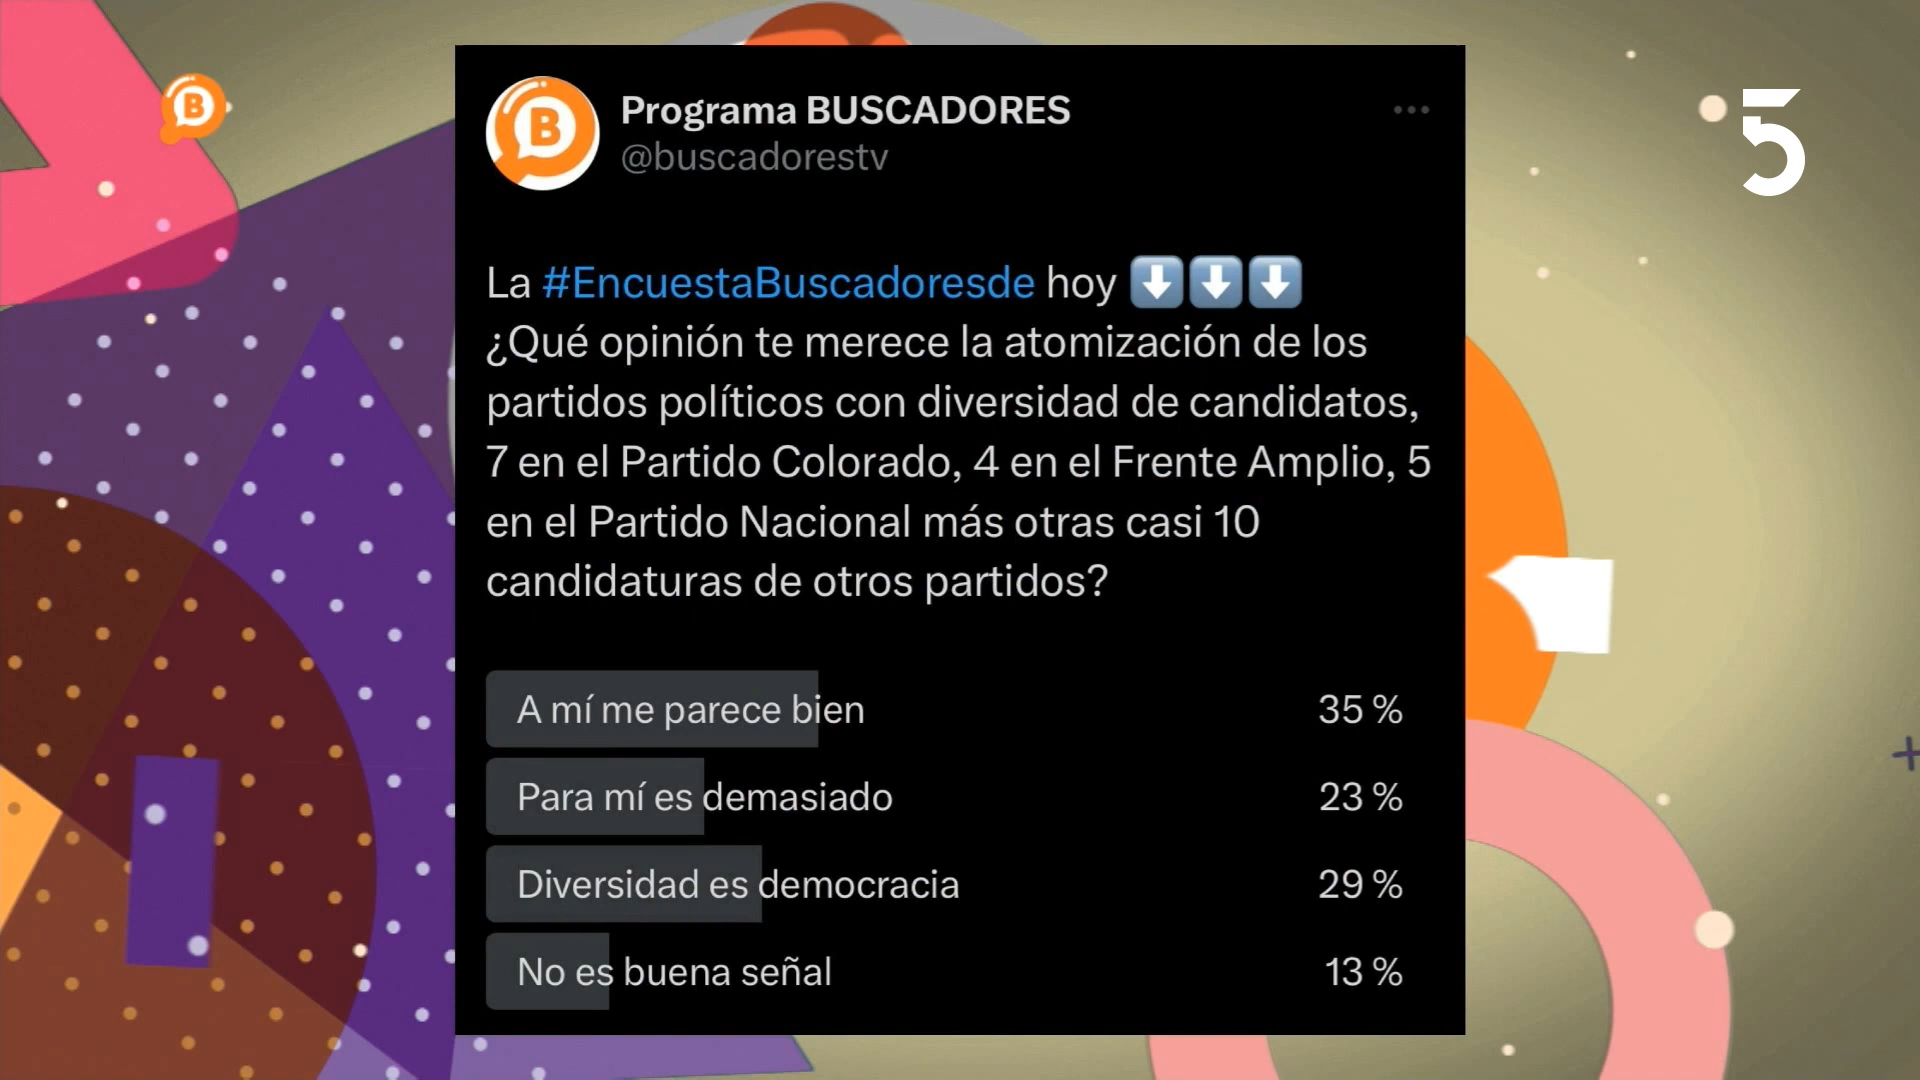 B
5
B
Programa BUSCADORES
@buscadorestv
La #EncuestaBuscadoresde hoy ⬇️⬇️⬇️
¿Qué opinión te merece la atomización de los
partidos políticos con diversidad de candidatos,
7 en el Partido Colorado, 4 en el Frente Amplio, 5
en el Partido Nacional más otras casi 10
candidaturas de otros partidos?
A mí me parece bien 35 %
Para mí es demasiado 23 %
Diversidad es democracia 29 %
No es buena señal 13 %